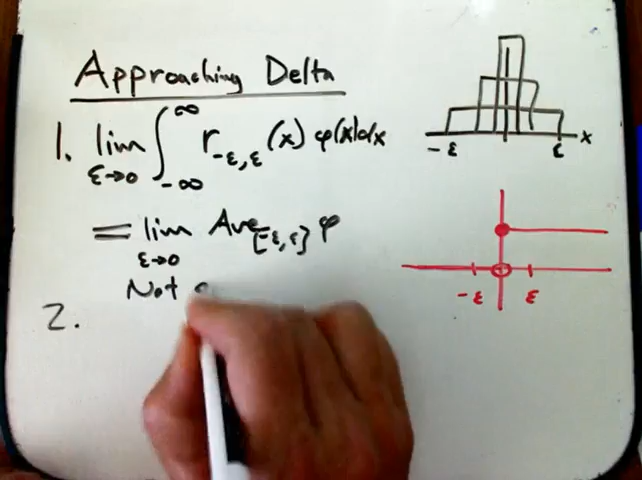 Approaching Delta
1. lim ε→0 ∫_{-∞}^{∞} r_{-ε,ε}(x) φ(x)dx
= lim ε→0 Ave_{[-ε,ε]} φ
Not
2.
-ε ε x
-ε ε